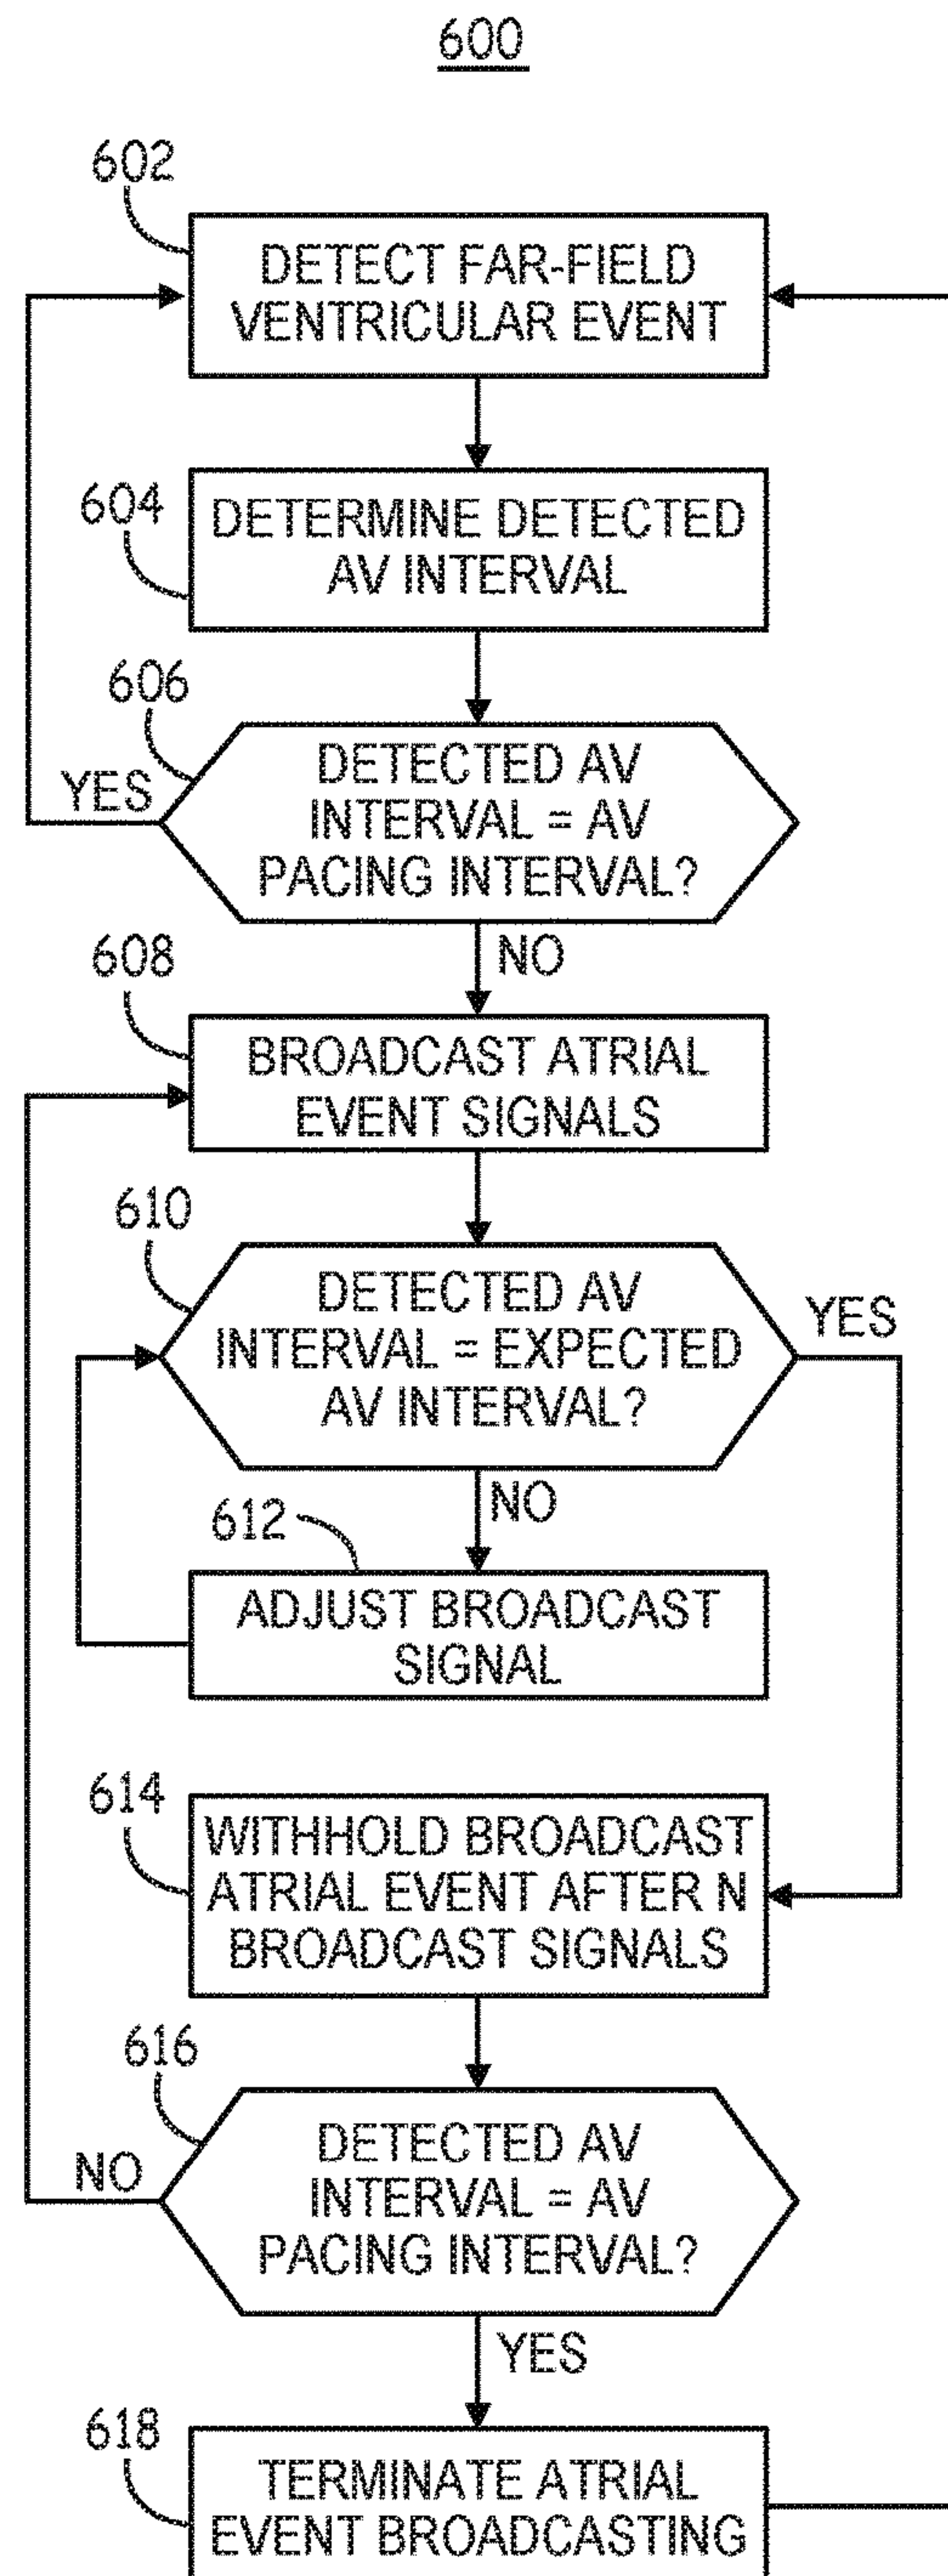 600
602
DETECT FAR-FIELD
VENTRICULAR EVENT
604
DETERMINE DETECTED
AV INTERVAL
606
DETECTED AV
INTERVAL = AV
PACING INTERVAL?
YES
NO
608
BROADCAST ATRIAL
EVENT SIGNALS
610
DETECTED AV
INTERVAL = EXPECTED
AV INTERVAL?
YES
NO
612
ADJUST BROADCAST
SIGNAL
614
WITHHOLD BROADCAST
ATRIAL EVENT AFTER N
BROADCAST SIGNALS
616
DETECTED AV
INTERVAL = AV
PACING INTERVAL?
NO
YES
618
TERMINATE ATRIAL
EVENT BROADCASTING